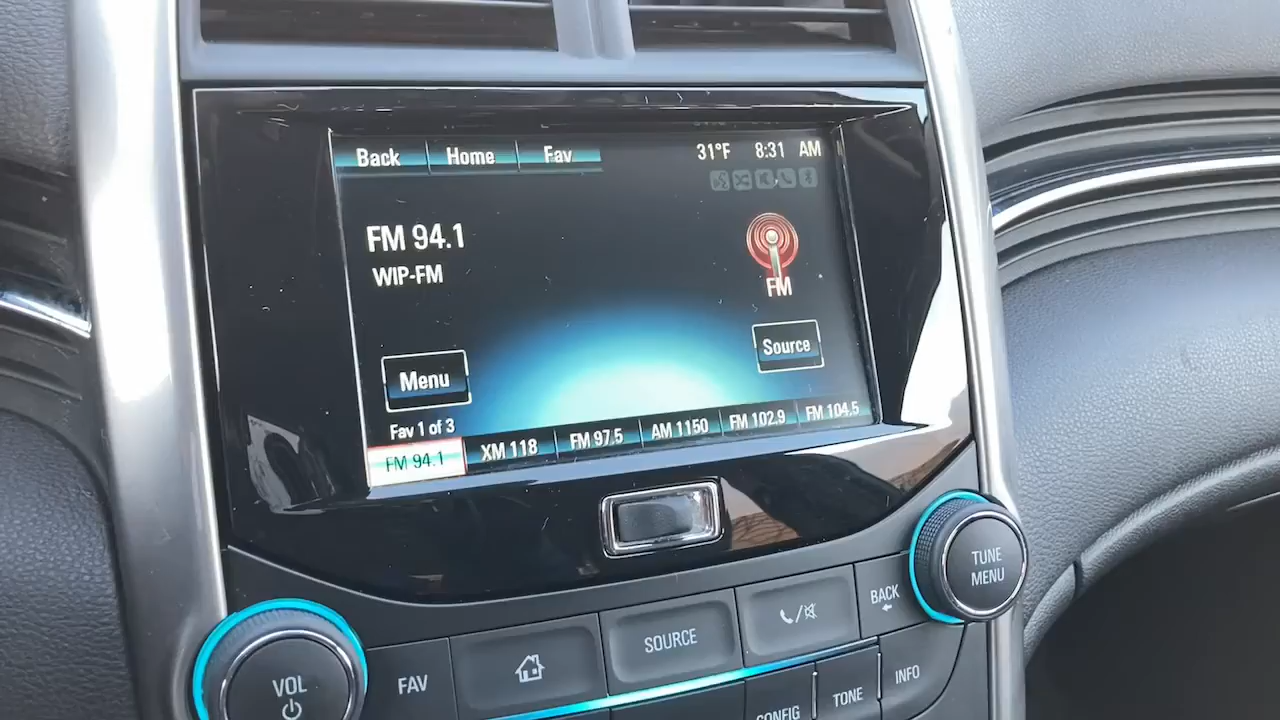 Back Home Fav 31°F 8:31 AM
FM 94.1
WIP-FM
FM
Menu
Source
Fav 1 of 3
FM 94.1 XM 118 FM 97.5 AM 1150 FM 102.9 FM 104.5
TUNE
MENU
VOL
FAV
SOURCE
BACK
CONFIG
TONE
INFO